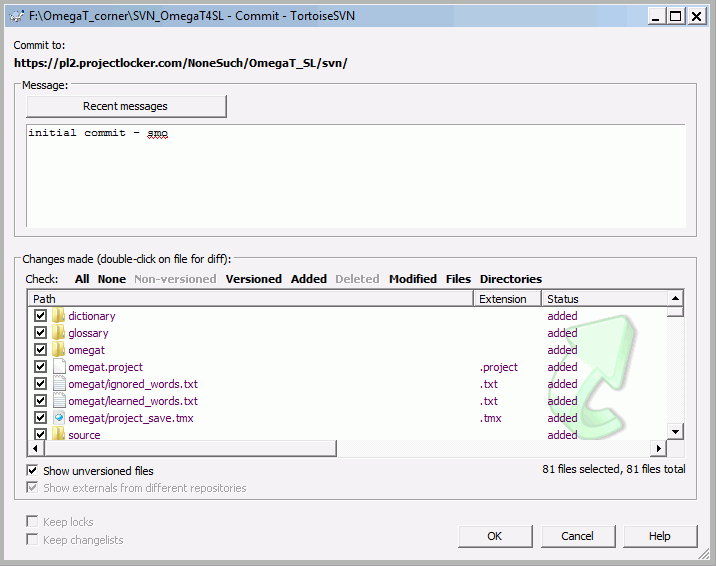 F:\OmegaT_corner\SVN_OmegaT4SL - Commit - TortoiseSVN
Commit to:
https://pl2.projectlocker.com/NoneSuch/OmegaT_SL/svn/
Message:
Recent messages
initial commit - smo
Changes made (double-click on file for diff):
Check: All None Non-versioned Versioned Added Deleted Modified Files Directories
Path Extension Status
dictionary added
glossary added
omegat added
omegat.project .project added
omegat/ignored_words.txt .txt added
omegat/learned_words.txt .txt added
omegat/project_save.tmx .tmx added
source added
Show unversioned files 81 files selected, 81 files total
Show externals from different repositories
Keep locks
Keep changelists
OK Cancel Help